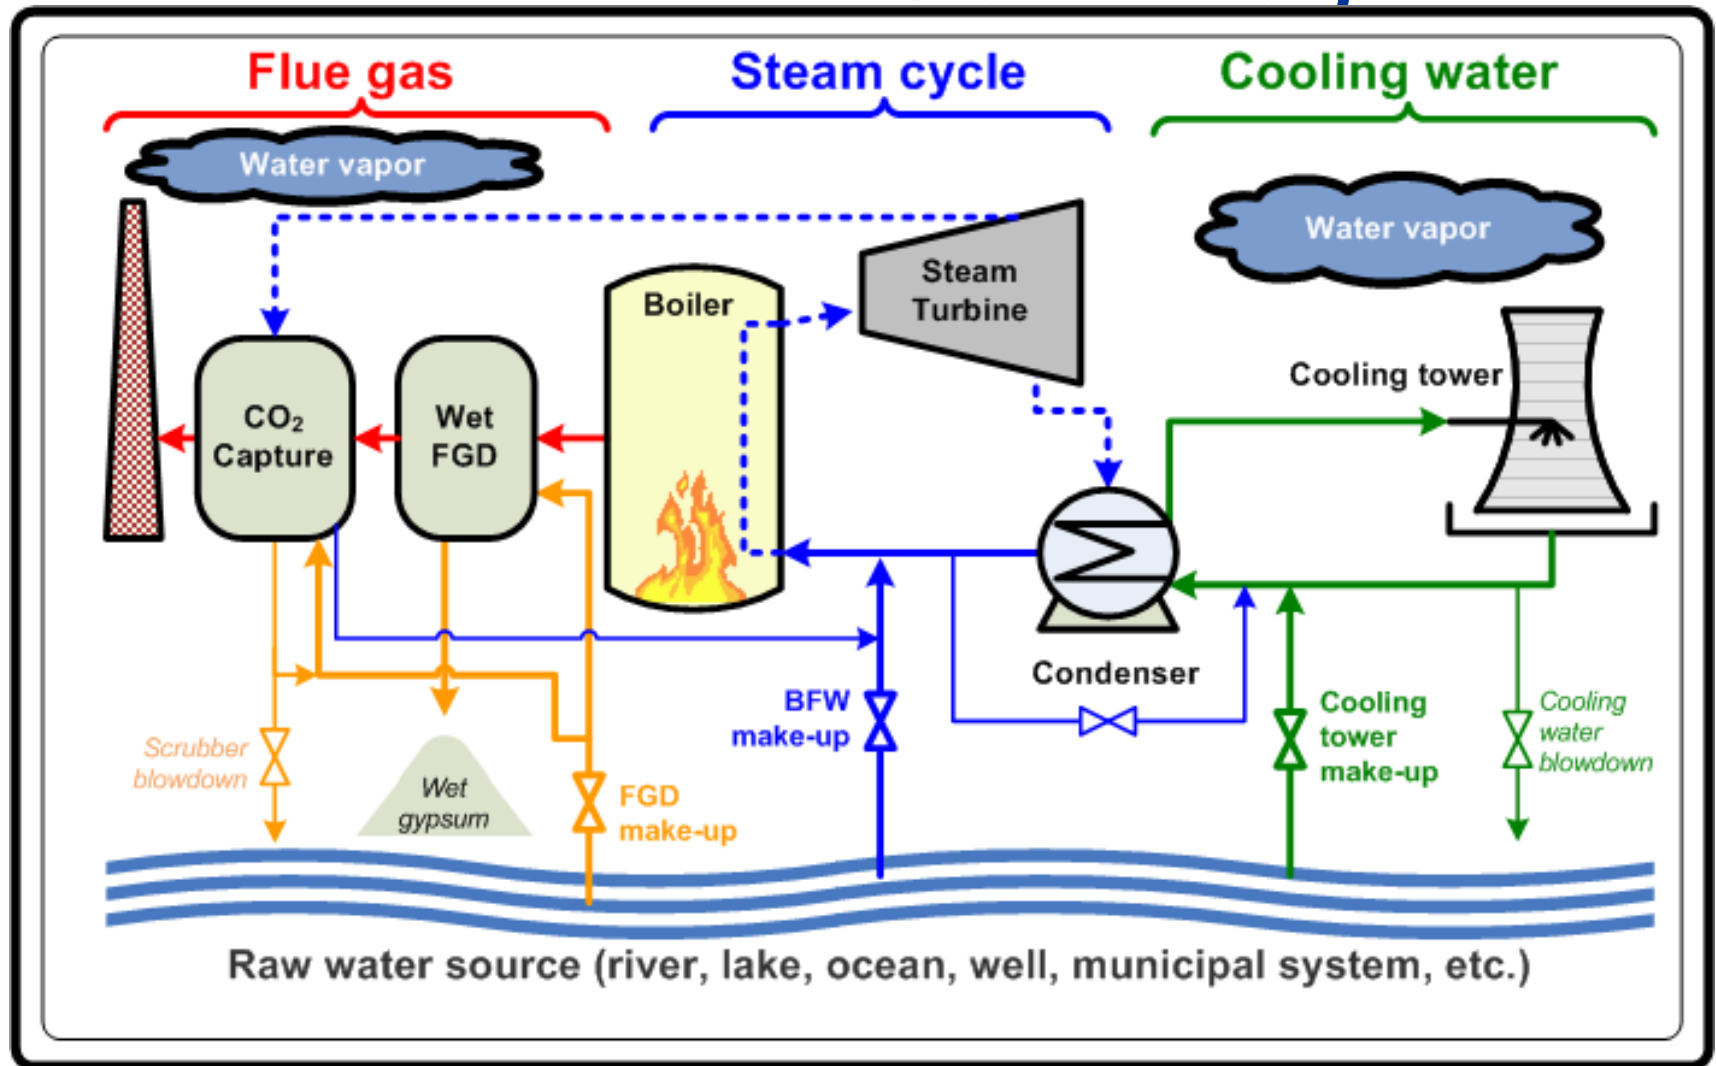 Flue gas
Steam cycle
Cooling water
Water vapor
Water vapor
Steam
Turbine
Boiler
Cooling tower
CO₂
Capture
Wet
FGD
Condenser
Scrubber
blowdown
Wet
gypsum
FGD
make-up
BFW
make-up
Cooling
tower
make-up
Cooling
water
blowdown
Raw water source (river, lake, ocean, well, municipal system, etc.)